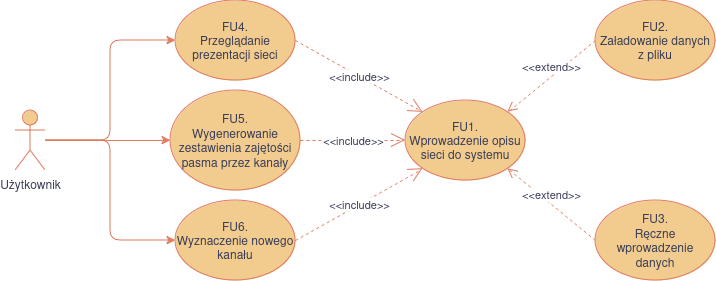 FU4.
Przeglądanie
prezentacji sieci
FU2.
Załadowanie danych
z pliku
<<include>>
<<extend>>
FU5.
Wygenerowanie
zestawienia zajętości
pasma przez kanały
<<include>>
FU1.
Wprowadzenie opisu
sieci do systemu
Użytkownik
<<include>>
<<extend>>
FU6.
Wyznaczenie nowego
kanału
FU3.
Ręczne
wprowadzenie
danych